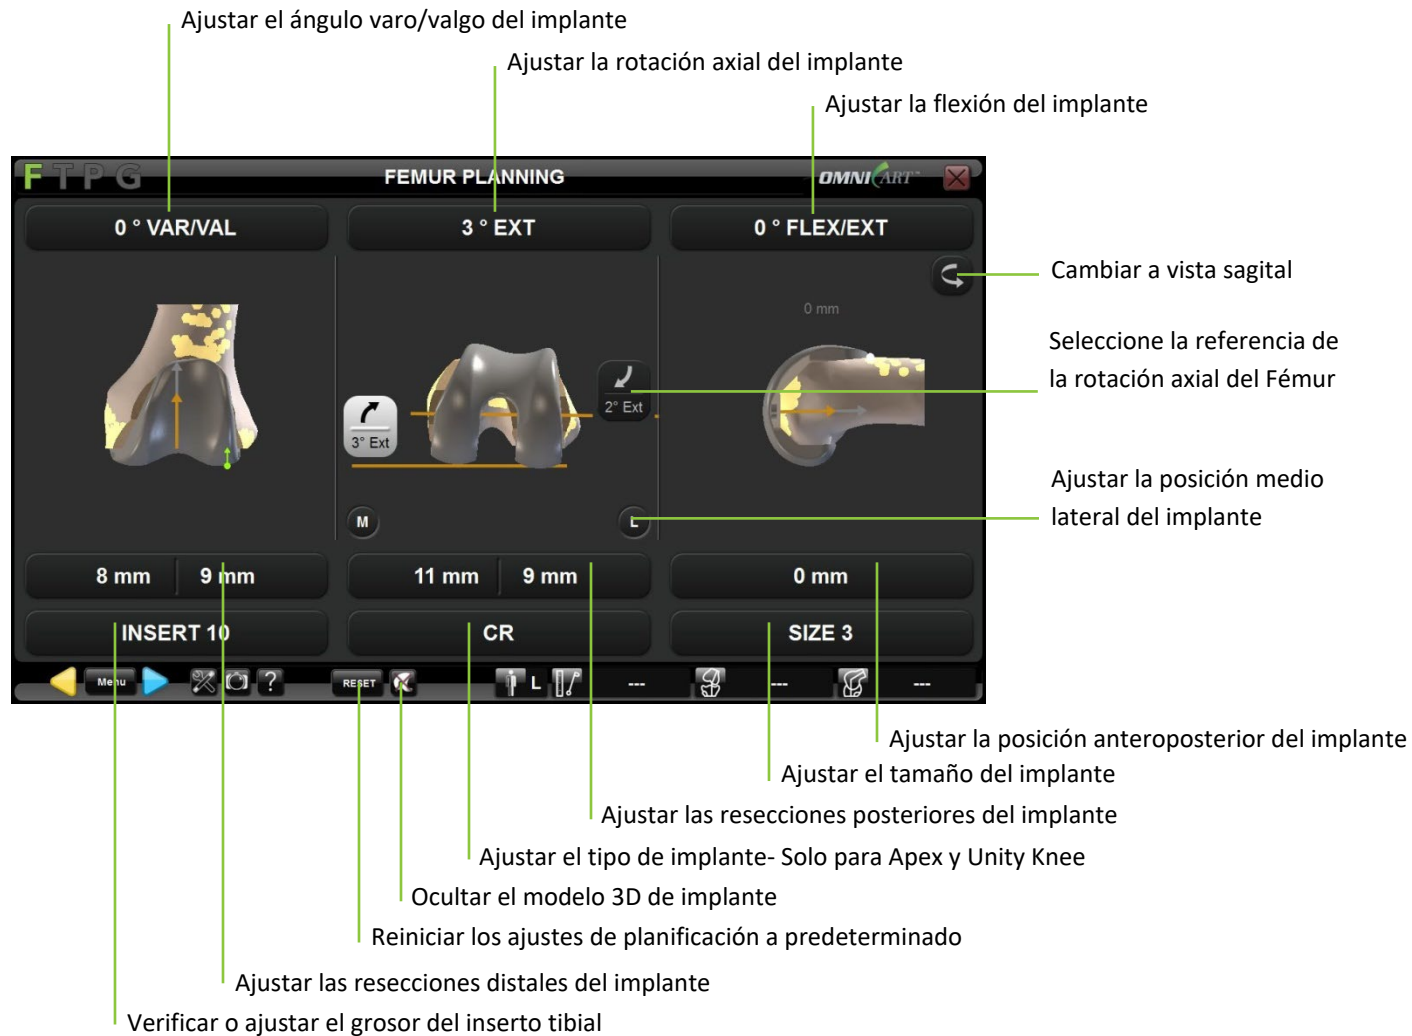 Ajustar el ángulo varo/valgo del implante
Ajustar la rotación axial del implante
Ajustar la flexión del implante
F T P G
FEMUR PLANNING
OMNI ART™
0 ° VAR/VAL
3 ° EXT
0 ° FLEX/EXT
Cambiar a vista sagital
0 mm
Seleccione la referencia de
la rotación axial del Fémur
2° Ext
3° Ext
Ajustar la posición medio
lateral del implante
M
L
8 mm 9 mm
11 mm 9 mm
0 mm
INSERT 10
CR
SIZE 3
Menu
?
RESET
L
---
---
---
Ajustar la posición anteroposterior del implante
Ajustar el tamaño del implante
Ajustar las resecciones posteriores del implante
Ajustar el tipo de implante- Solo para Apex y Unity Knee
Ocultar el modelo 3D de implante
Reiniciar los ajustes de planificación a predeterminado
Ajustar las resecciones distales del implante
Verificar o ajustar el grosor del inserto tibial